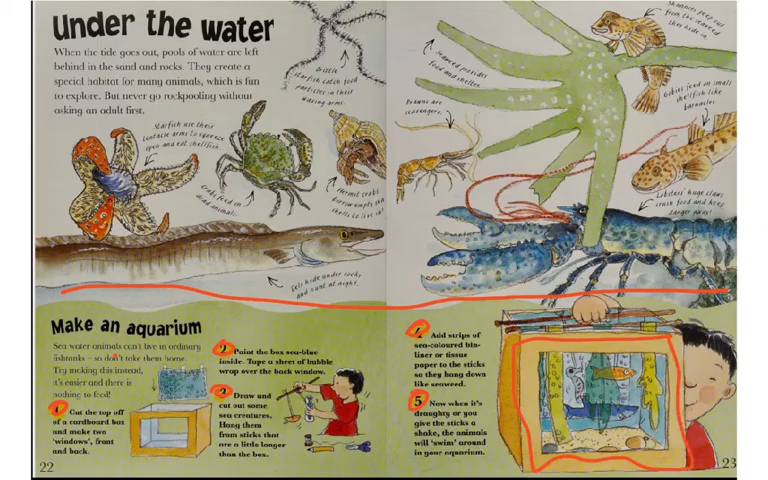 Under the water
When the tide goes out, pools of water are left
behind in the sand and rocks. They create a
special habitat for many animals, which is fun
to explore. But never go rockpooling without
asking an adult first.
Brittle
starfish catch food
particles in their
waving arms.
Starfish use their
tentacle arms to squeeze
open and eat shellfish.
Crabs feed on
dead animals.
Hermit crabs
borrow empty sea
shells to live in!
Eels hide under rocks
and hunt at night.
Seaweed provides
food and shelter.
Prawns are
scavengers.
Shannies peep out
from the seaweed
they hide in.
Gobies feed on small
shellfish like
barnacles.
Lobsters' huge claws
crush food and keep
danger away!
Make an aquarium
Sea water animals can't live in ordinary
fishtanks – so don't take them home.
Try making this instead,
it's easier and there is
nothing to feed!
1 Cut the top off
of a cardboard box
and make two
'windows', front
and back.
2 Paint the box sea-blue
inside. Tape a sheet of bubble
wrap over the back window.
3 Draw and
cut out some
sea creatures.
Hang them
from sticks that
are a little longer
than the box.
4 Add strips of
sea-coloured bin-
liner or tissue
paper to the sticks
so they hang down
like seaweed.
5 Now when it's
draughty or you
give the sticks a
shake, the animals
will 'swim' around
in your aquarium.
22
23